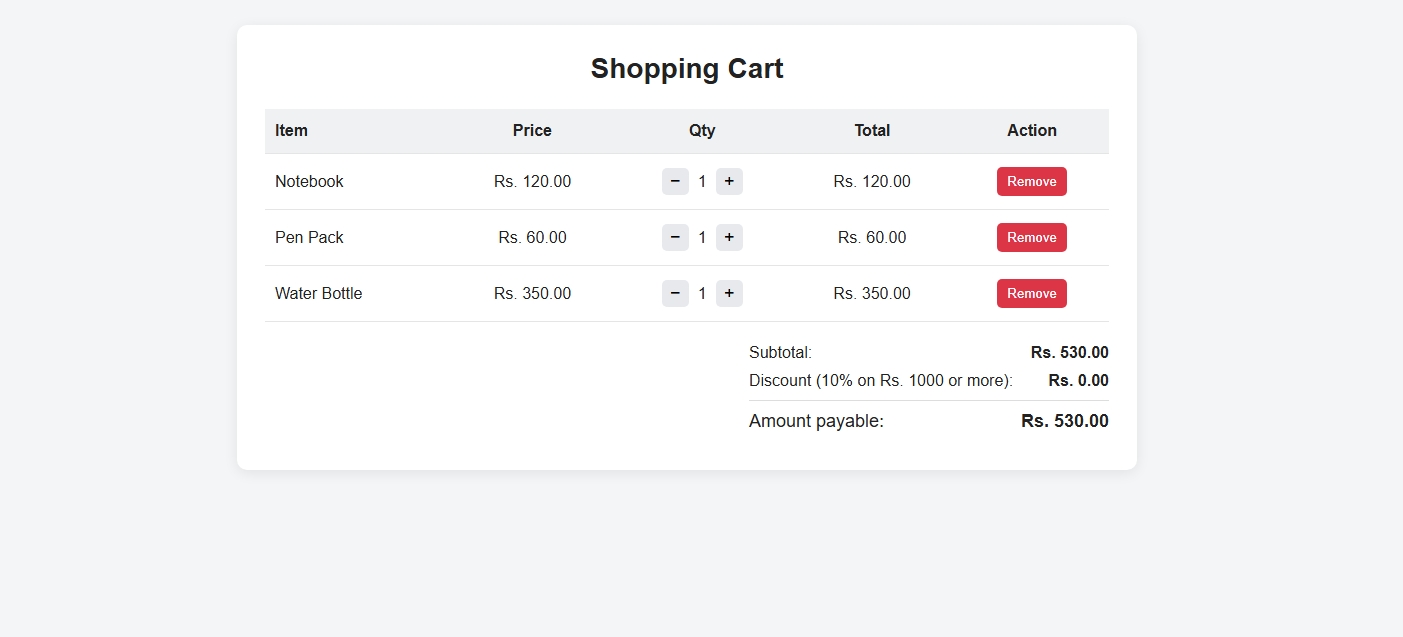 Shopping Cart
Item Price Qty Total Action
Notebook Rs. 120.00 − 1 + Rs. 120.00 Remove
Pen Pack Rs. 60.00 − 1 + Rs. 60.00 Remove
Water Bottle Rs. 350.00 − 1 + Rs. 350.00 Remove
Subtotal: Rs. 530.00
Discount (10% on Rs. 1000 or more): Rs. 0.00
Amount payable: Rs. 530.00